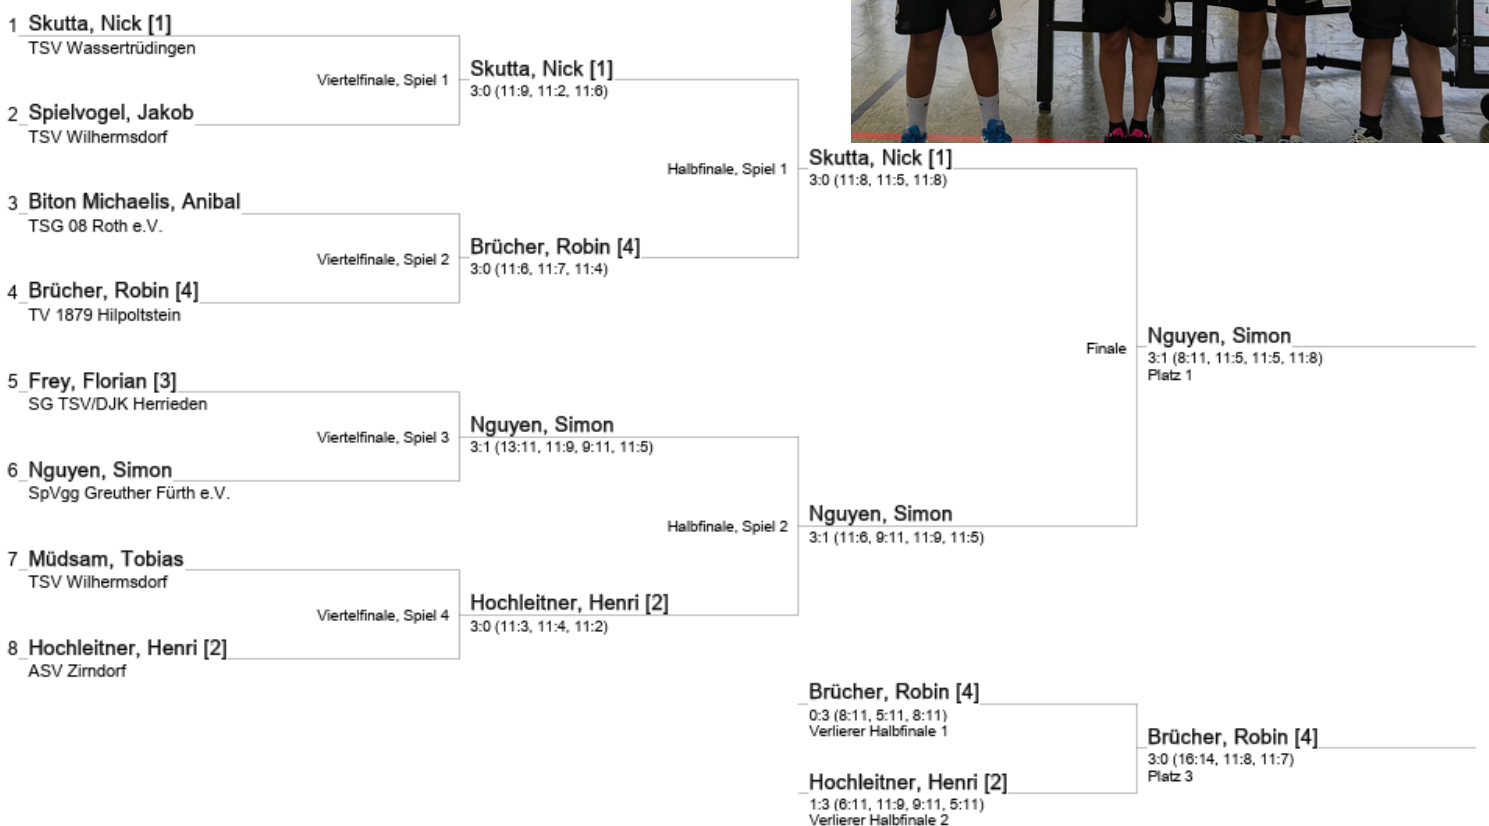 1 Skutta, Nick [1]
TSV Wassertrüdingen
Viertelfinale, Spiel 1
2 Spielvogel, Jakob
TSV Wilhermsdorf
Skutta, Nick [1]
3:0 (11:9, 11:2, 11:6)
3 Biton Michaelis, Anibal
TSG 08 Roth e.V.
Viertelfinale, Spiel 2
4 Brücher, Robin [4]
TV 1879 Hilpoltstein
Brücher, Robin [4]
3:0 (11:6, 11:7, 11:4)
Halbfinale, Spiel 1
Skutta, Nick [1]
3:0 (11:8, 11:5, 11:8)
5 Frey, Florian [3]
SG TSV/DJK Herrieden
Viertelfinale, Spiel 3
6 Nguyen, Simon
SpVgg Greuther Fürth e.V.
Nguyen, Simon
3:1 (13:11, 11:9, 9:11, 11:5)
7 Müdsam, Tobias
TSV Wilhermsdorf
Viertelfinale, Spiel 4
8 Hochleitner, Henri [2]
ASV Zirndorf
Hochleitner, Henri [2]
3:0 (11:3, 11:4, 11:2)
Halbfinale, Spiel 2
Nguyen, Simon
3:1 (11:6, 9:11, 11:9, 11:5)
Finale
Nguyen, Simon
3:1 (8:11, 11:5, 11:5, 11:8)
Platz 1
Brücher, Robin [4]
0:3 (8:11, 5:11, 8:11)
Verlierer Halbfinale 1
Hochleitner, Henri [2]
1:3 (6:11, 11:9, 9:11, 5:11)
Verlierer Halbfinale 2
Brücher, Robin [4]
3:0 (16:14, 11:8, 11:7)
Platz 3